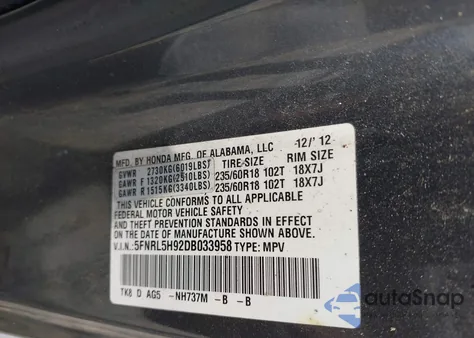 MFD. BY HONDA MFG. OF ALABAMA, LLC 12/'12
GVWR 2730KG(6019LBS) TIRE-SIZE RIM SIZE
GAWR F 1320KG(2910LBS) 235/60R18 102T 18X7J
GAWR R 1515KG(3340LBS) 235/60R18 102T 18X7J
THIS VEHICLE CONFORMS TO ALL APPLICABLE
FEDERAL MOTOR VEHICLE SAFETY AND
THEFT PREVENTION STANDARDS IN EFFECT ON THE
DATE OF MANUFACTURE SHOWN ABOVE.
V.I.N.:5FNRL5H92DB033958 TYPE: MPV
TK8 D AG5 -NH737M -B -B
autoSnap